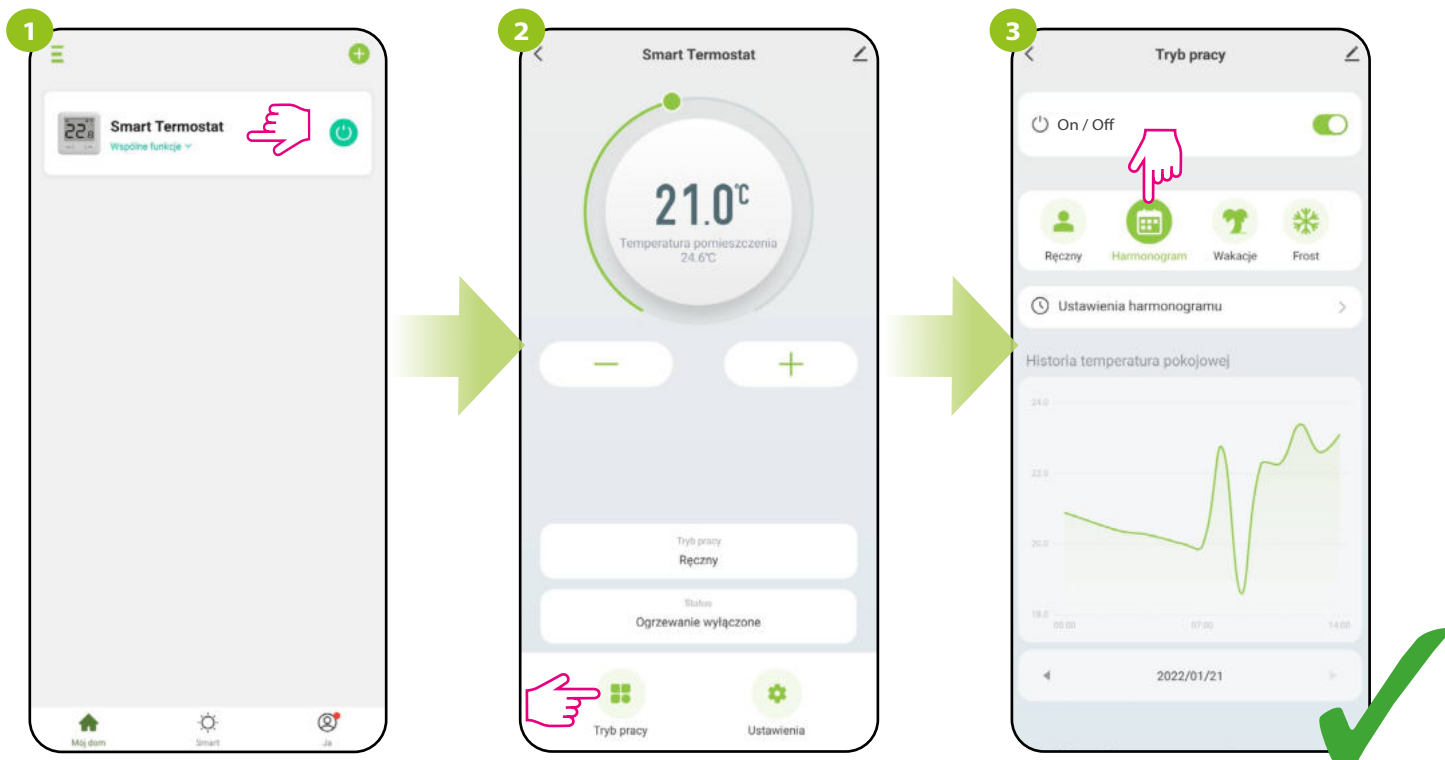 1
Smart Termostat
Wspólne funkcje
Mój dom
Smart
Ja
2
Smart Termostat
21.0°C
Temperatura pomieszczenia
24.6°C
Tryb pracy
Ręczny
Status
Ogrzewanie wyłączone
Tryb pracy
Ustawienia
3
Tryb pracy
On / Off
Ręczny
Harmonogram
Wakacje
Frost
Ustawienia harmonogramu
Historia temperatura pokojowej
24.0
22.0
20.0
18.0
00:00
07:00
14:00
2022/01/21